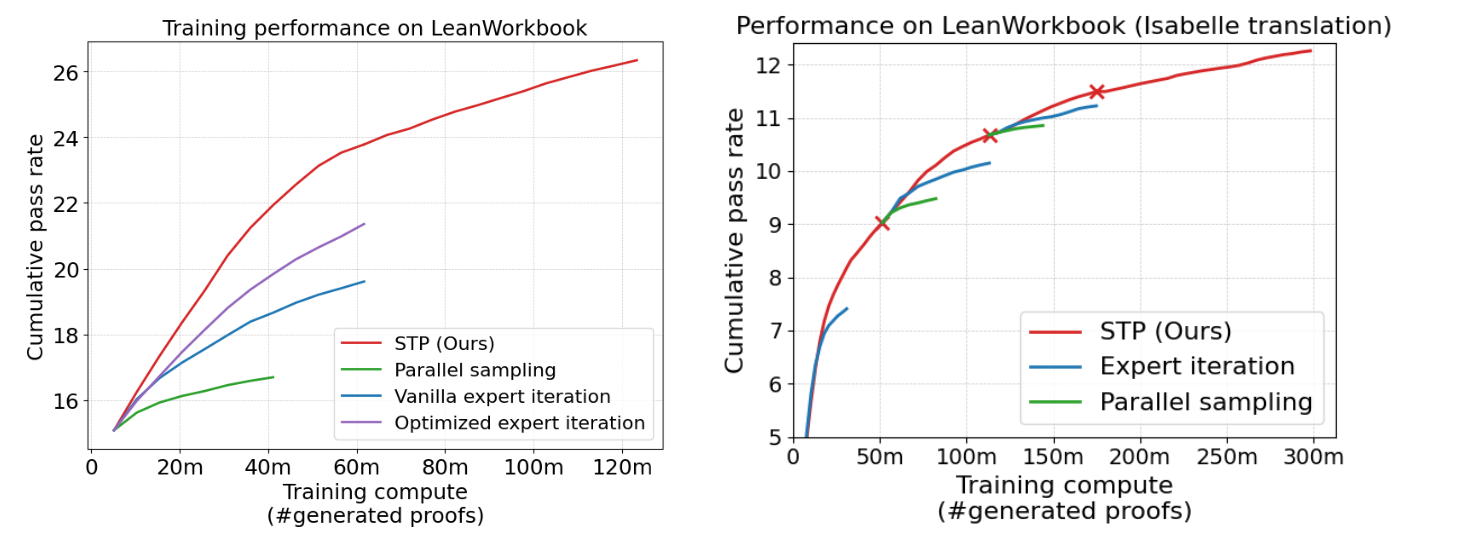 Training performance on LeanWorkbook
Cumulative pass rate
26
24
22
20
18
16
STP (Ours)
Parallel sampling
Vanilla expert iteration
Optimized expert iteration
0
20m
40m
60m
80m
100m
120m
Training compute
(#generated proofs)
Performance on LeanWorkbook (Isabelle translation)
Cumulative pass rate
12
11
10
9
8
7
6
5
STP (Ours)
Expert iteration
Parallel sampling
0
50m
100m
150m
200m
250m
300m
Training compute
(#generated proofs)